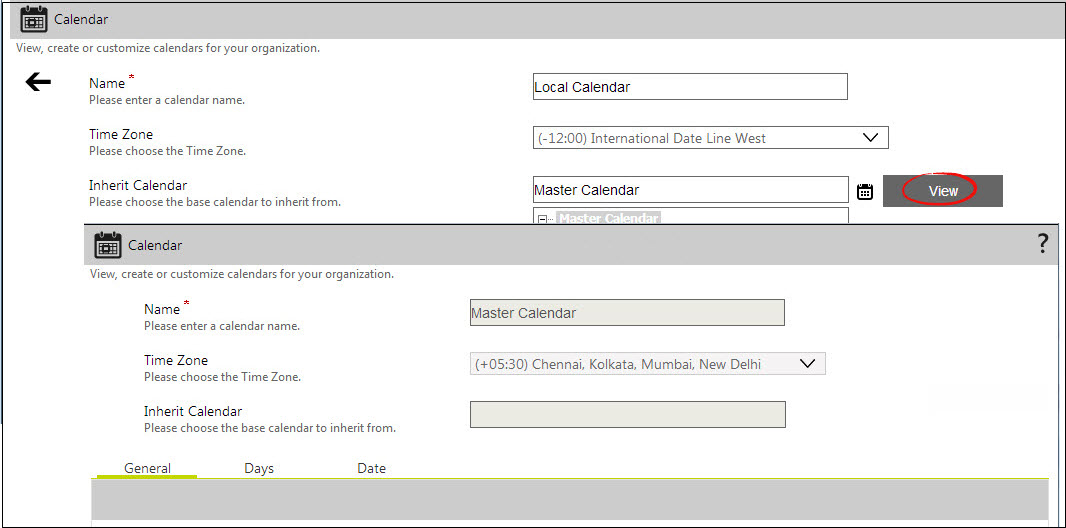 Calendar
View, create or customize calendars for your organization.
Name *
Local Calendar
Please enter a calendar name.
Time Zone
(-12:00) International Date Line West
Please choose the Time Zone.
Inherit Calendar
Master Calendar
View
Please choose the base calendar to inherit from.
Master Calendar
Calendar
?
View, create or customize calendars for your organization.
Name *
Master Calendar
Please enter a calendar name.
Time Zone
(+05:30) Chennai, Kolkata, Mumbai, New Delhi
Please choose the Time Zone.
Inherit Calendar
Please choose the base calendar to inherit from.
General Days Date